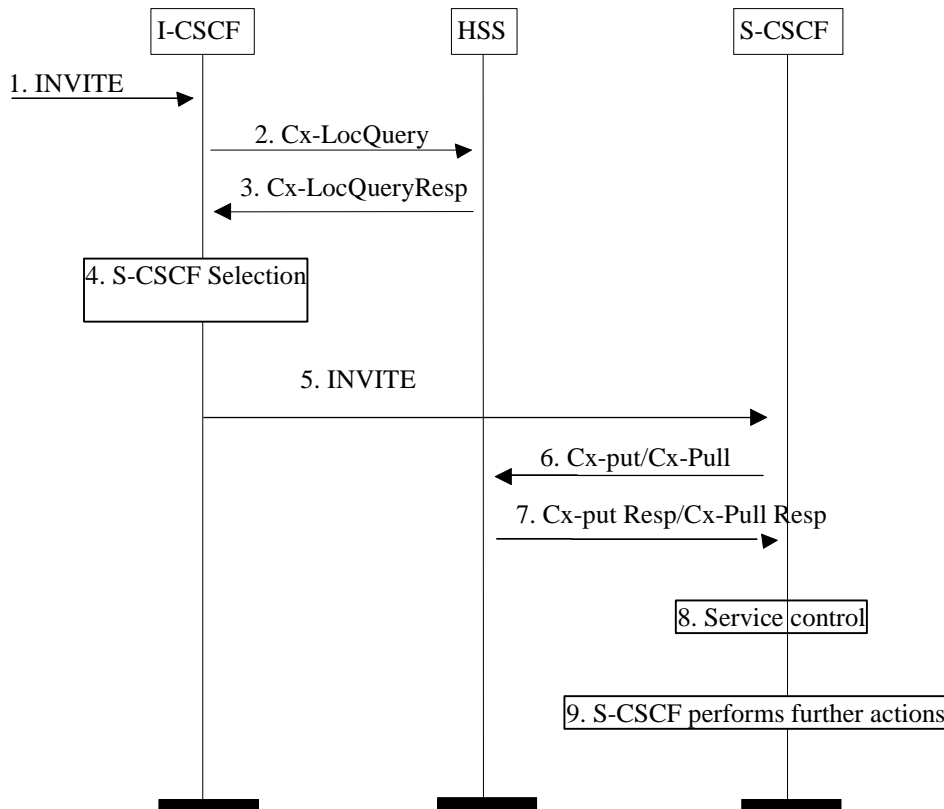 I-CSCF
HSS
S-CSCF
1. INVITE
2. Cx-LocQuery
3. Cx-LocQueryResp
4. S-CSCF Selection
5. INVITE
6. Cx-put/Cx-Pull
7. Cx-put Resp/Cx-Pull Resp
8. Service control
9. S-CSCF performs further actions